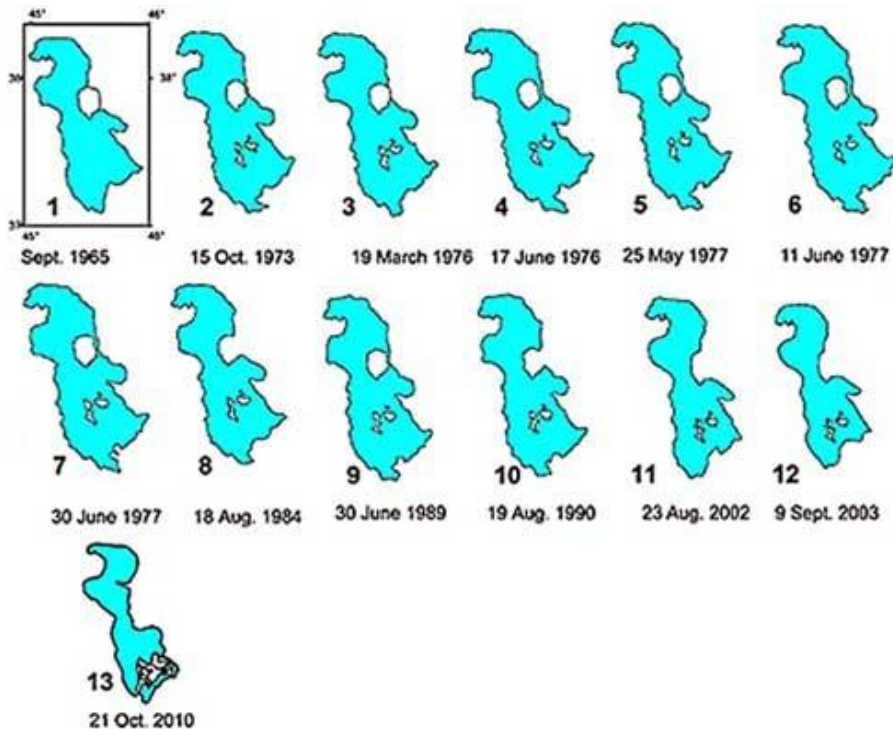 45° 46°
38°
1 2 3 4 5 6
45° 46°
Sept. 1965 15 Oct. 1973 19 March 1976 17 June 1976 25 May 1977 11 June 1977
7 8 9 10 11 12
30 June 1977 18 Aug. 1984 30 June 1989 19 Aug. 1990 23 Aug. 2002 9 Sept. 2003
13
21 Oct. 2010